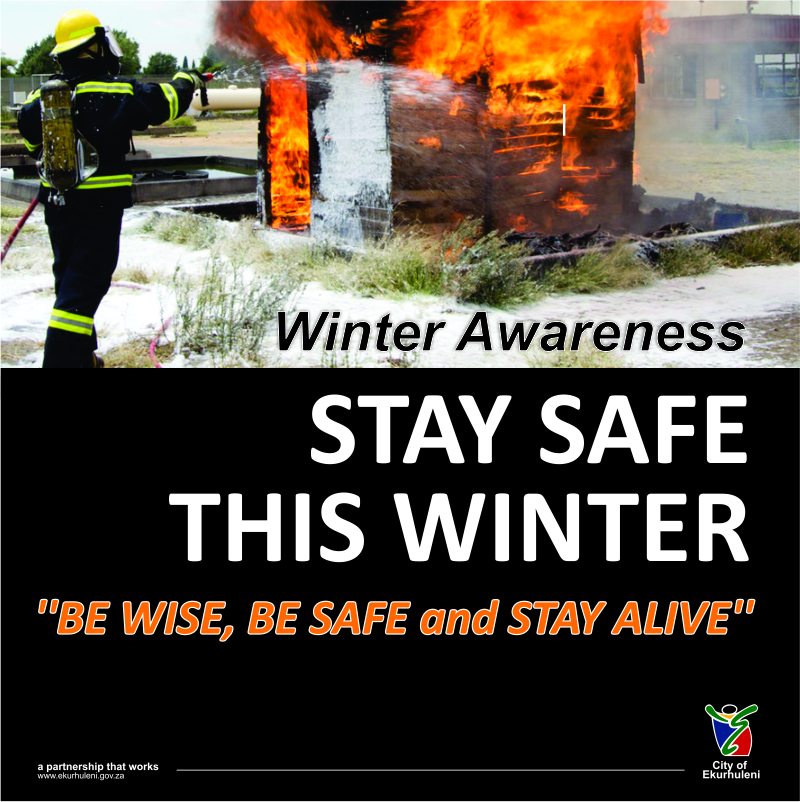 Winter Awareness
STAY SAFE
THIS WINTER
"BE WISE, BE SAFE and STAY ALIVE"
a partnership that works
www.ekurhuleni.gov.za
City of
Ekurhuleni